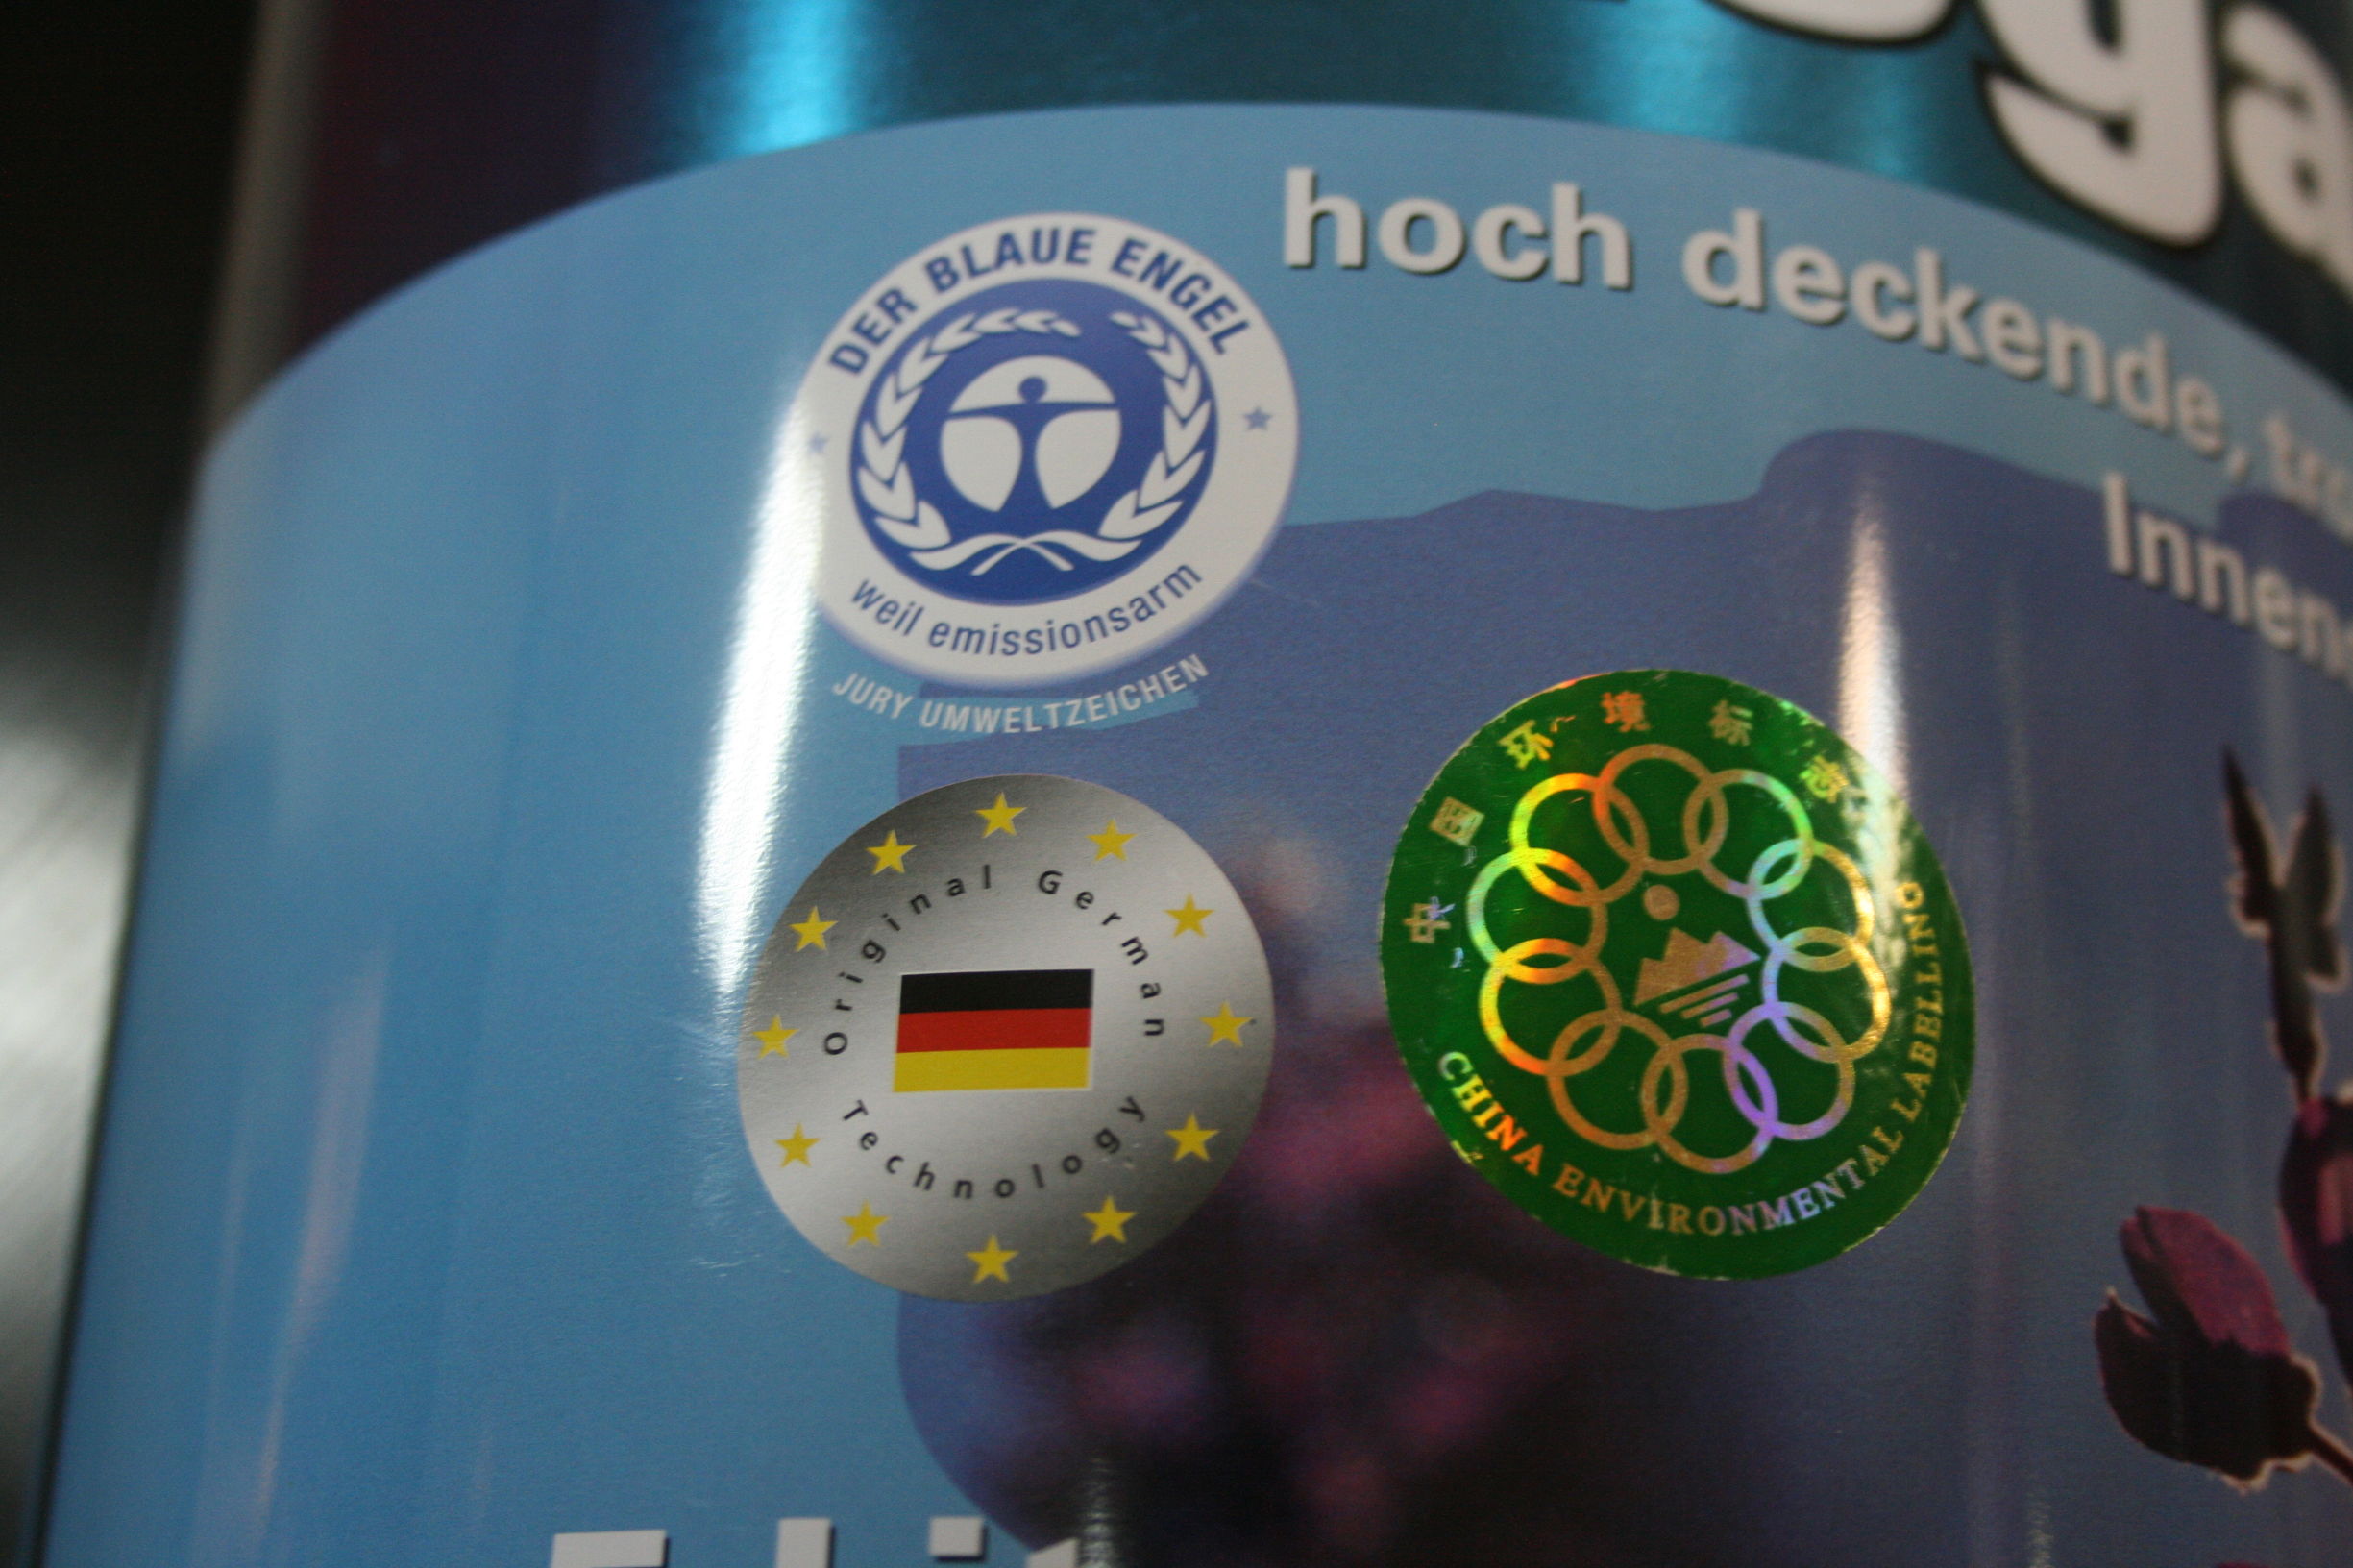 DER BLAUE ENGEL
weil emissionsarm
JURY UMWELTZEICHEN
hoch deckende,
Original German
Technology
中国环境标志
CHINA ENVIRONMENTAL LABELLING